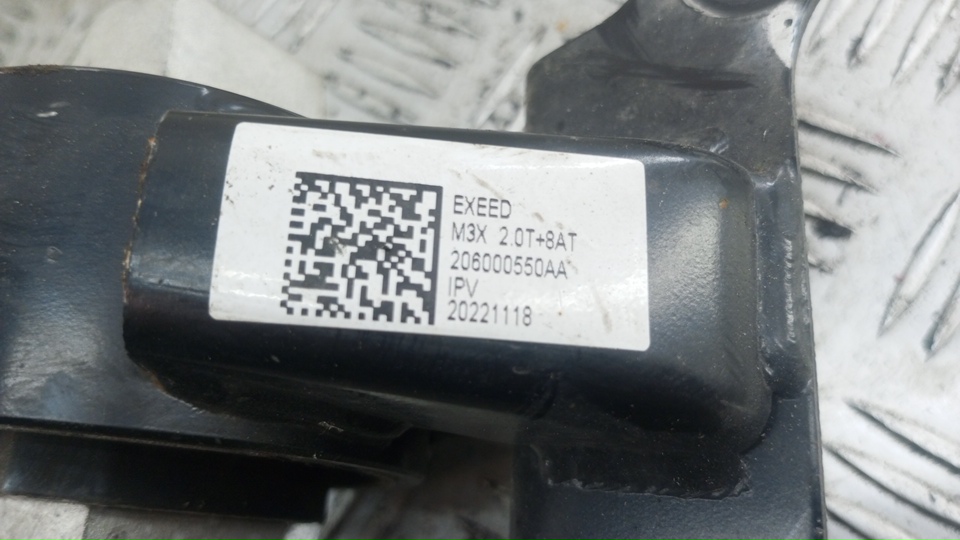 EXEED
M3X 2.0T+8AT
206000550AA
IPV
20221118